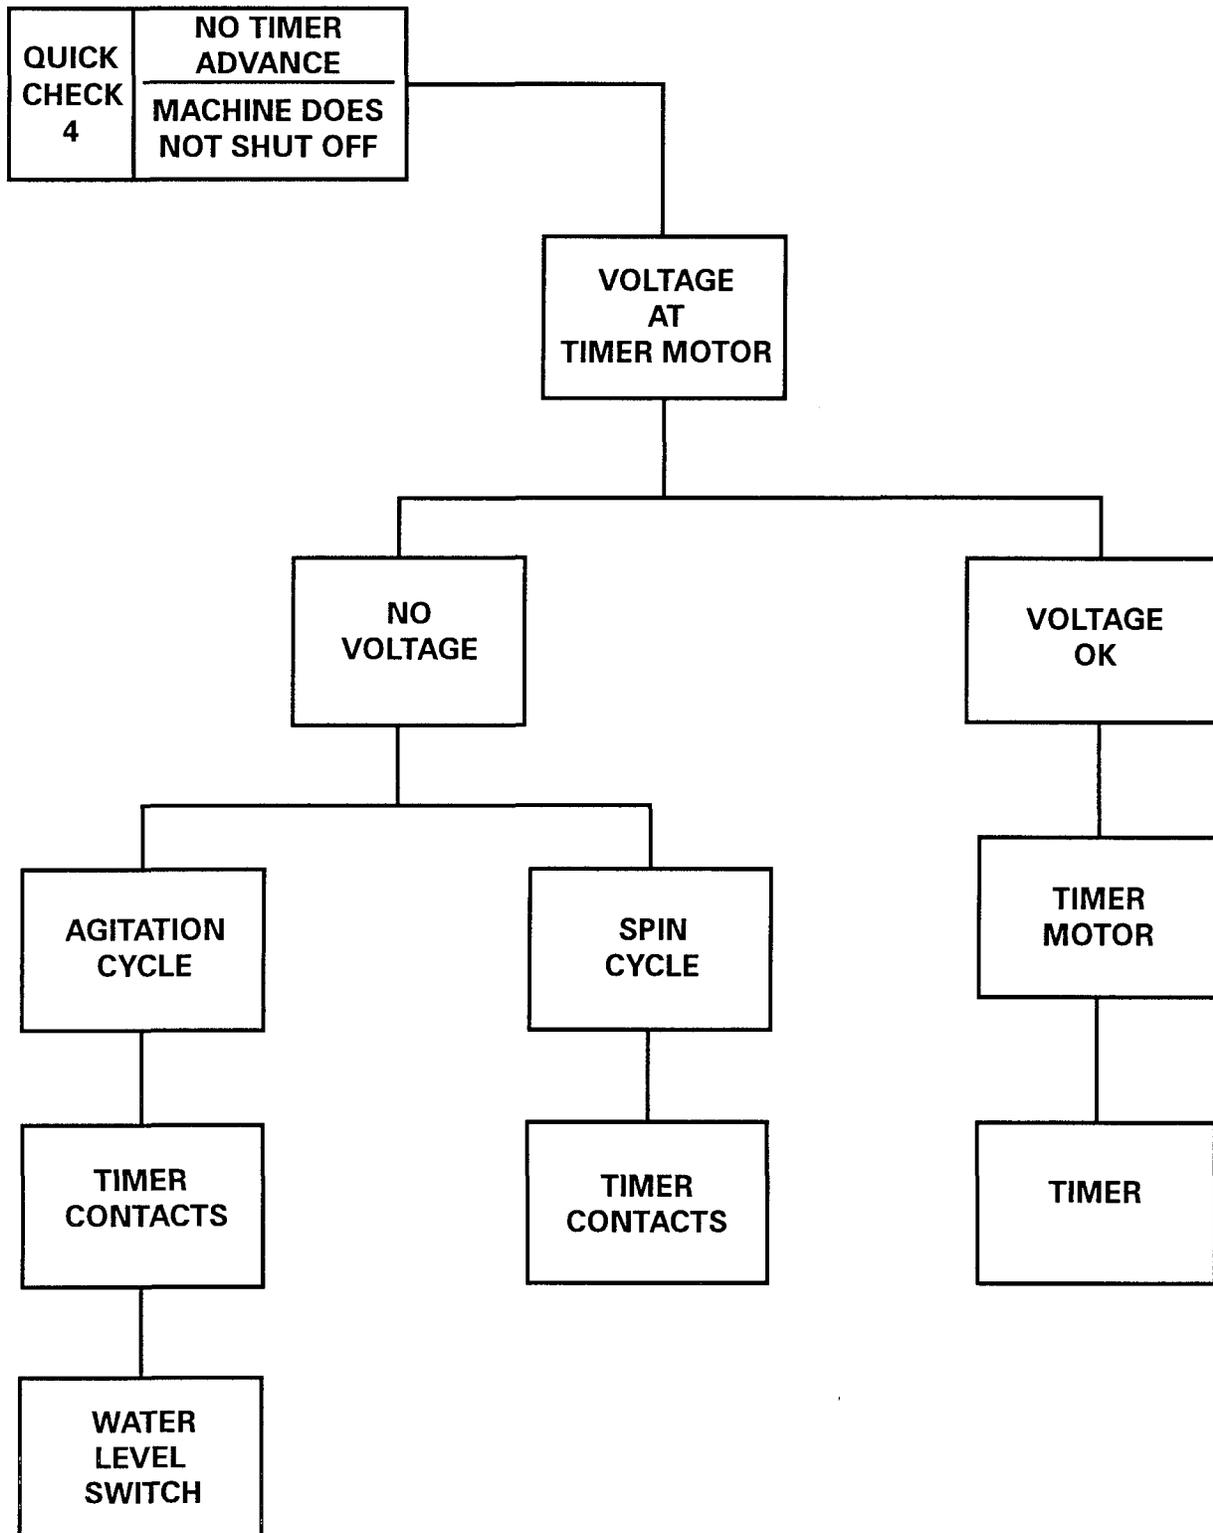 QUICK
CHECK
4
NO TIMER
ADVANCE
MACHINE DOES
NOT SHUT OFF
VOLTAGE
AT
TIMER MOTOR
NO
VOLTAGE
VOLTAGE
OK
AGITATION
CYCLE
SPIN
CYCLE
TIMER
MOTOR
TIMER
CONTACTS
TIMER
CONTACTS
TIMER
WATER
LEVEL
SWITCH